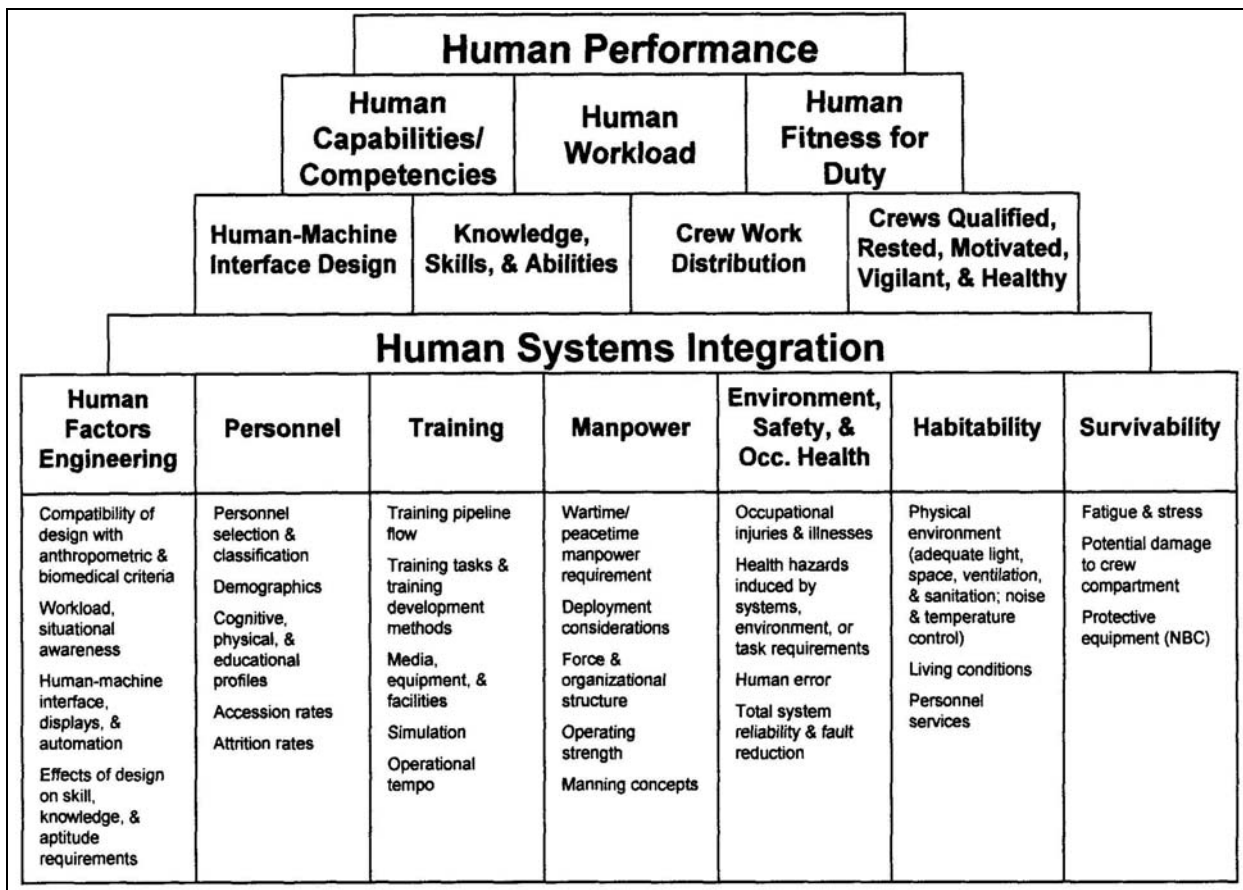 Human Performance
Human
Capabilities/
Competencies
Human
Workload
Human
Fitness for
Duty
Human-Machine
Interface Design
Knowledge,
Skills, & Abilities
Crew Work
Distribution
Crews Qualified,
Rested, Motivated,
Vigilant, & Healthy
Human Systems Integration
Human
Factors
Engineering
Personnel
Training
Manpower
Environment,
Safety, &
Occ. Health
Habitability
Survivability
Compatibility of
design with
anthropometric &
biomedical criteria
Workload,
situational
awareness
Human-machine
interface,
displays, &
automation
Effects of design
on skill,
knowledge, &
aptitude
requirements
Personnel
selection &
classification
Demographics
Cognitive,
physical, &
educational
profiles
Accession rates
Attrition rates
Training pipeline
flow
Training tasks &
training
development
methods
Media,
equipment, &
facilities
Simulation
Operational
tempo
Wartime/
peacetime
manpower
requirement
Deployment
considerations
Force &
organizational
structure
Operating
strength
Manning concepts
Occupational
injuries & illnesses
Health hazards
induced by
systems,
environment, or
task requirements
Human error
Total system
reliability & fault
reduction
Physical
environment
(adequate light,
space, ventilation,
& sanitation; noise
& temperature
control)
Living conditions
Personnel
services
Fatigue & stress
Potential damage
to crew
compartment
Protective
equipment (NBC)